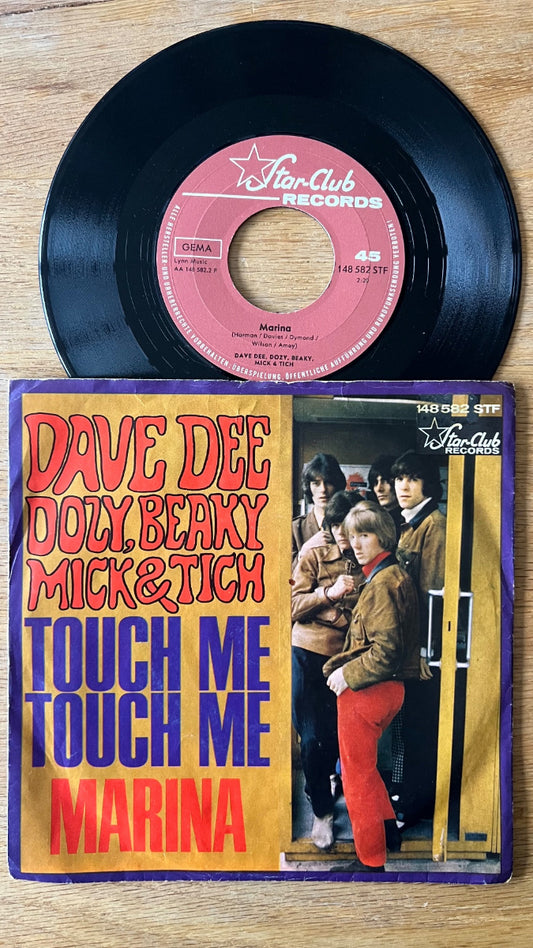 Star-Club
RECORDS
GEMA
45
Lynn Music
AA 148 582.2 F
148 582 STF
Marina
(Harman / Davies / Dymond /
Wilson / Amey)
DAVE DEE, DOZY, BEAKY,
MICK & TICH
ALLE HERSTELLER UND URHEBERRECHTE VORBEHALTEN! ÜBERSPIELUNG, ÖFFENTLICHE AUFFÜHRUNG UND RUNDFUNKSENDUNG VERBOTEN!
148 582 STF
Star-Club
RECORDS
DAVE DEE
DOZY, BEAKY
MICK & TICH
TOUCH ME
TOUCH ME
MARINA